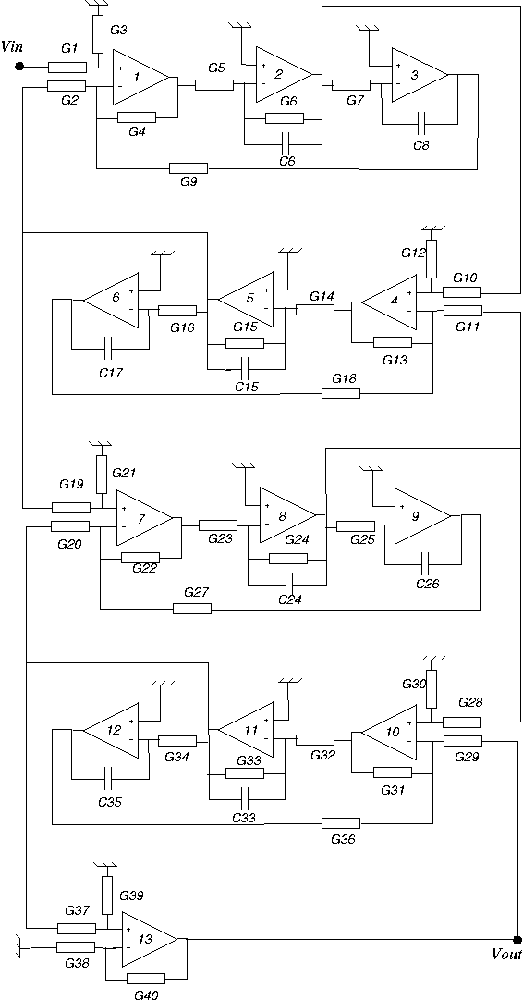 G3
Vin G1 + 1 G5 + 2 + 3
G2 - - G6 G7 -
G4
C6 C8
G9
G12 G10
+ 6 + 5 G14 4 +
- G16 - G15 - G11
G13
C17 C15 G18
G21
G19 + 7 + 8 + 9
G20 - G23 - G24 G25 -
G22
C24 C26
G27
G30 G28
12 + 11 + 10 +
- G34 - G33 G32 - G29
G31
C35 C33
G36
G39
G37 + 13
G38 - Vout
G40